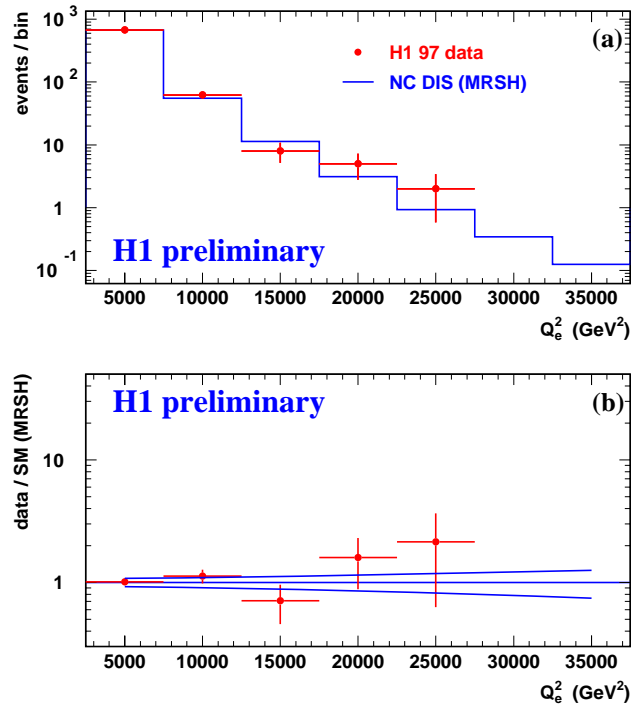 events / bin
10³
10²
10
1
10⁻¹
(a)
H1 97 data
NC DIS (MRSH)
H1 preliminary
5000 10000 15000 20000 25000 30000 35000
Qₑ² (GeV²)
data / SM (MRSH)
10
1
H1 preliminary
(b)
5000 10000 15000 20000 25000 30000 35000
Qₑ² (GeV²)